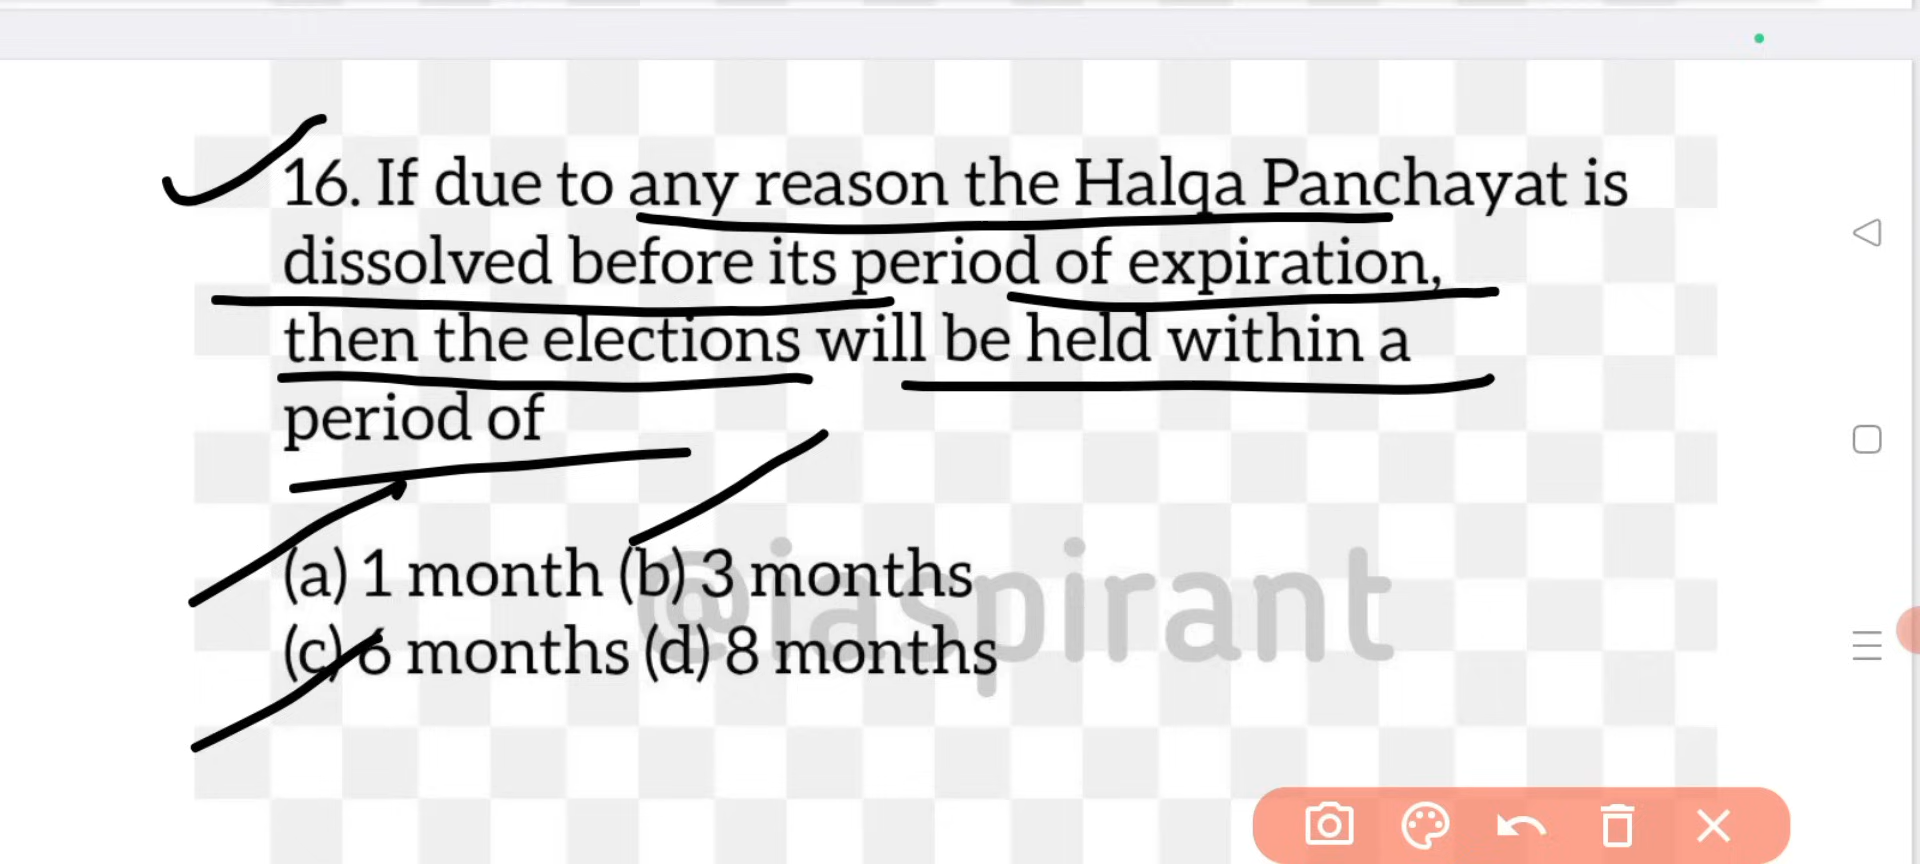 16. If due to any reason the Halqa Panchayat is
dissolved before its period of expiration,
then the elections will be held within a
period of
(a) 1 month (b) 3 months
(c) 6 months (d) 8 months
@iaspirant